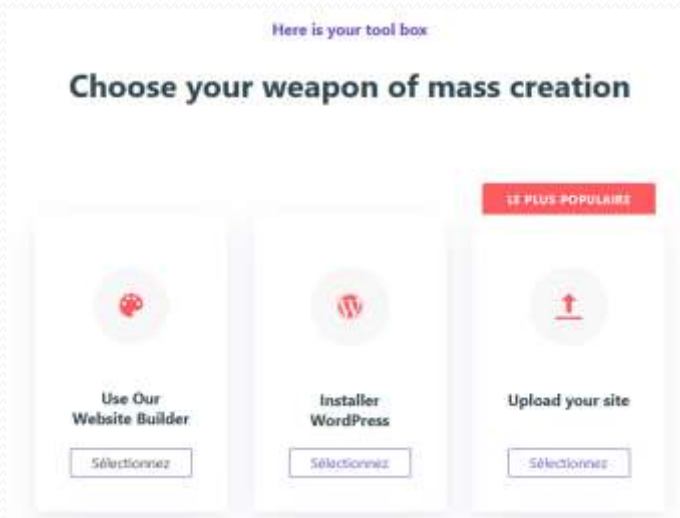 Here is your tool box
Choose your weapon of mass creation
LE PLUS POPULAIRE
Use Our
Website Builder
Sélectionnez
Installer
WordPress
Sélectionnez
Upload your site
Sélectionnez